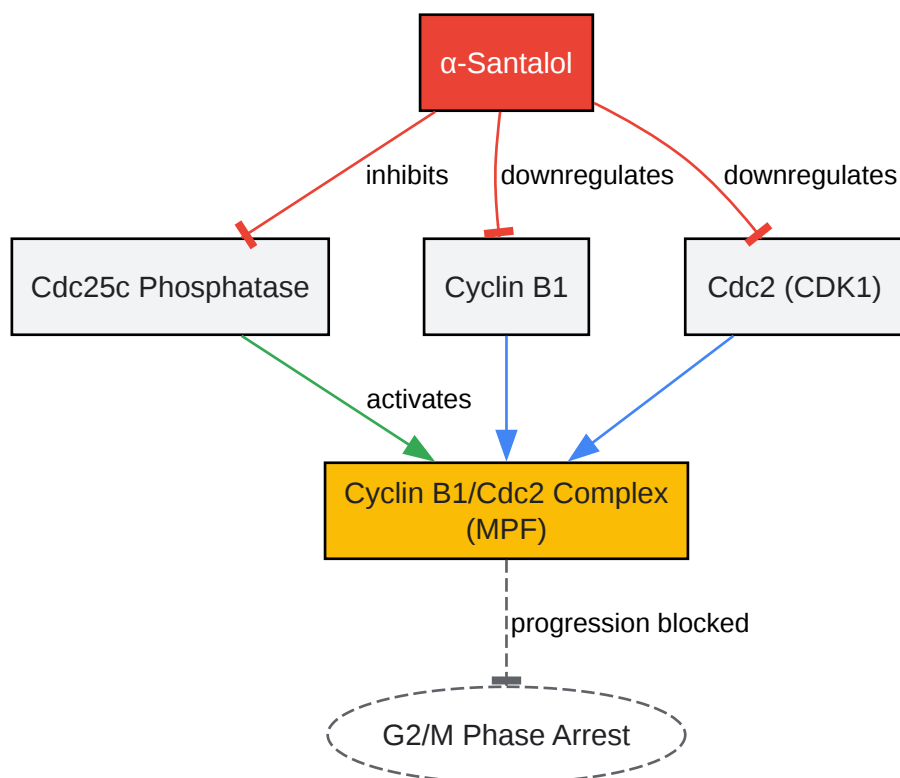 α-Santalol
inhibits
downregulates
downregulates
Cdc25c Phosphatase
Cyclin B1
Cdc2 (CDK1)
activates
Cyclin B1/Cdc2 Complex
(MPF)
progression blocked
G2/M Phase Arrest